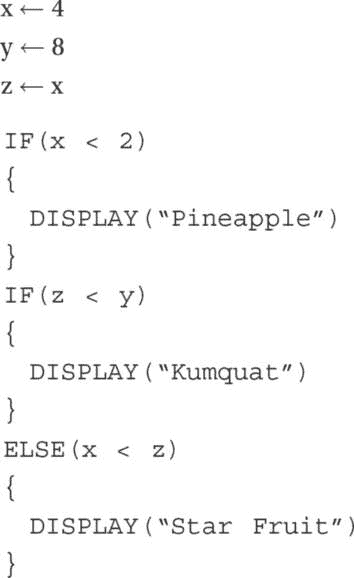 x ← 4
y ← 8
z ← x
IF(x < 2)
{
DISPLAY(“Pineapple”)
}
IF(z < y)
{
DISPLAY(“Kumquat”)
}
ELSE(x < z)
{
DISPLAY(“Star Fruit”)
}